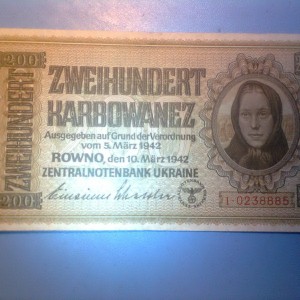 200
ZWEIHUNDERT
200
ZWEIHUNDERT
KARBOWANEZ
Ausgegeben auf Grund der Verordnung
vom 5. März 1942
ROWNO, den 10. März 1942
ZENTRALNOTENBANK UKRAINE
1-0238885